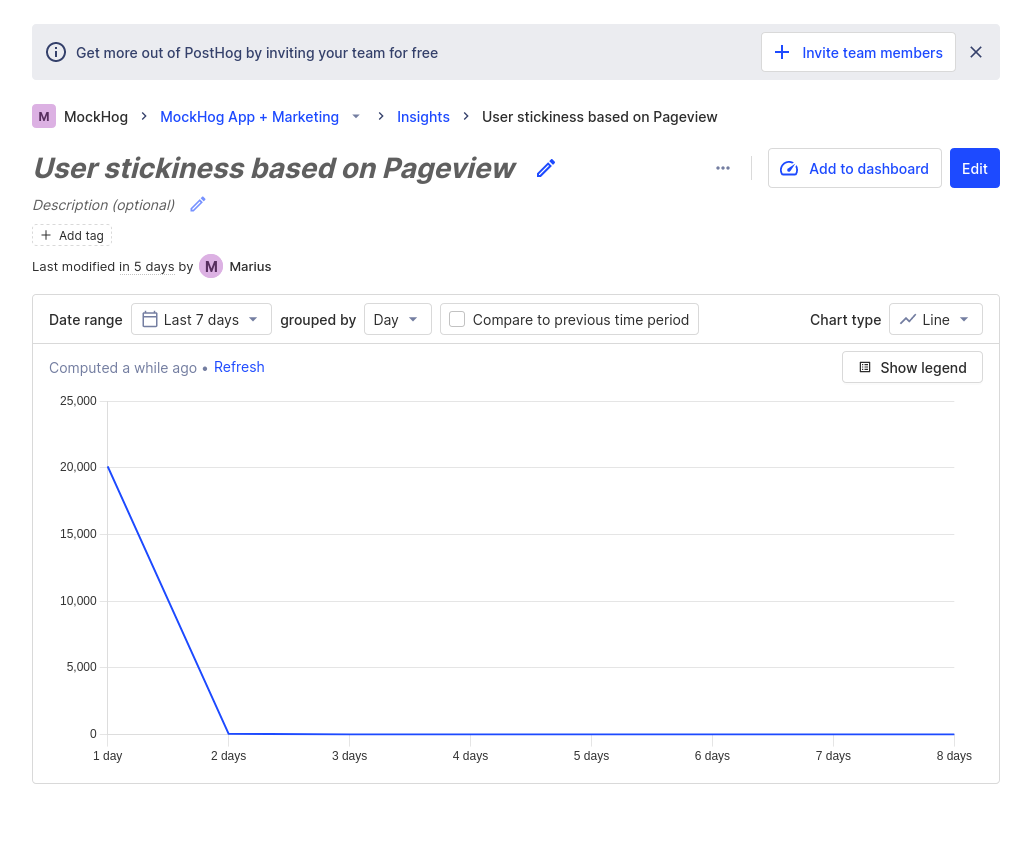 Get more out of PostHog by inviting your team for free
Invite team members
M MockHog MockHog App + Marketing Insights User stickiness based on Pageview
User stickiness based on Pageview
Add to dashboard
Edit
Description (optional)
Add tag
Last modified in 5 days by M Marius
Date range Last 7 days grouped by Day Compare to previous time period Chart type Line
Computed a while ago • Refresh
Show legend
25,000
20,000
15,000
10,000
5,000
0
1 day 2 days 3 days 4 days 5 days 6 days 7 days 8 days